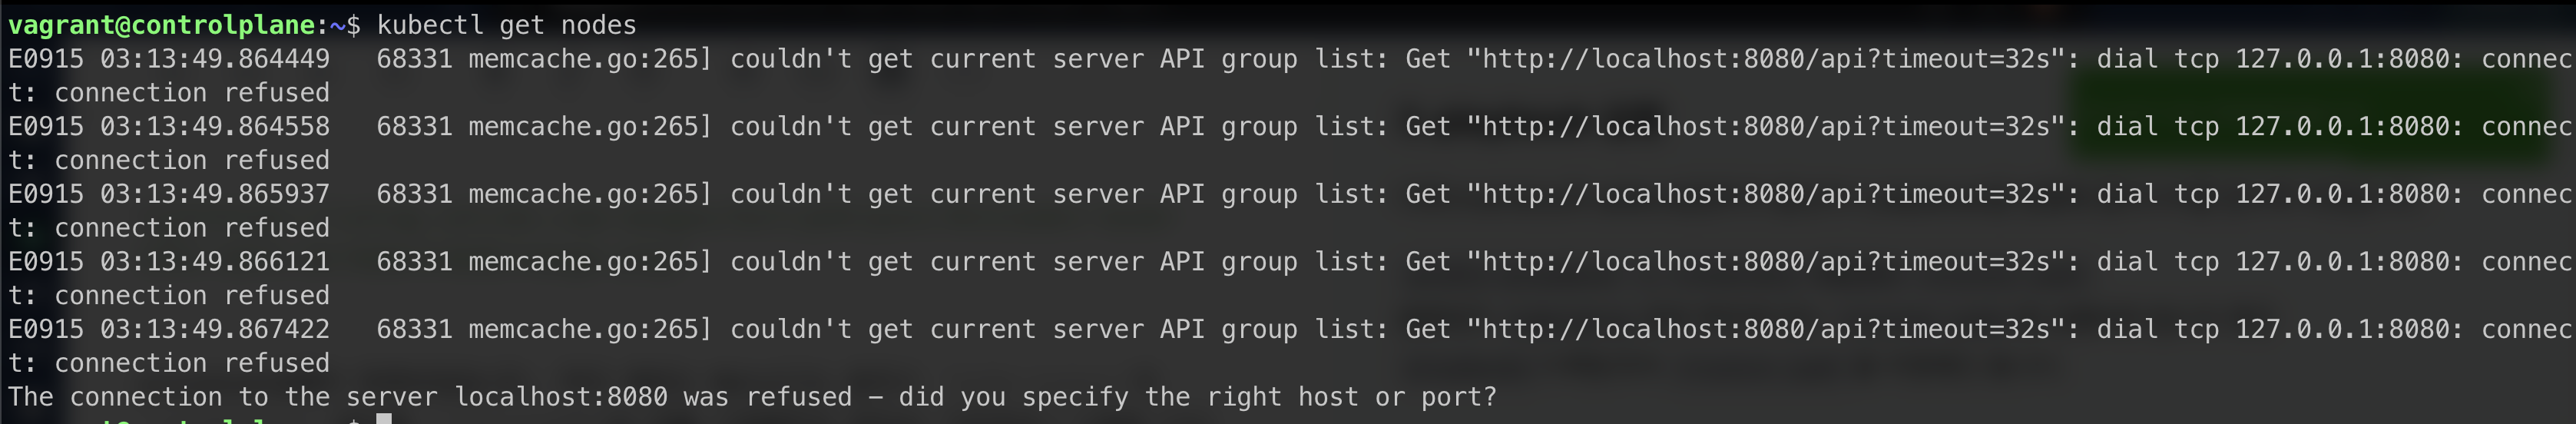 vagrant@controlplane:~$ kubectl get nodes
E0915 03:13:49.864449   68331 memcache.go:265] couldn't get current server API group list: Get "http://localhost:8080/api?timeout=32s": dial tcp 127.0.0.1:8080: connec
t: connection refused
E0915 03:13:49.864558   68331 memcache.go:265] couldn't get current server API group list: Get "http://localhost:8080/api?timeout=32s": dial tcp 127.0.0.1:8080: connec
t: connection refused
E0915 03:13:49.865937   68331 memcache.go:265] couldn't get current server API group list: Get "http://localhost:8080/api?timeout=32s": dial tcp 127.0.0.1:8080: connec
t: connection refused
E0915 03:13:49.866121   68331 memcache.go:265] couldn't get current server API group list: Get "http://localhost:8080/api?timeout=32s": dial tcp 127.0.0.1:8080: connec
t: connection refused
E0915 03:13:49.867422   68331 memcache.go:265] couldn't get current server API group list: Get "http://localhost:8080/api?timeout=32s": dial tcp 127.0.0.1:8080: connec
t: connection refused
The connection to the server localhost:8080 was refused - did you specify the right host or port?